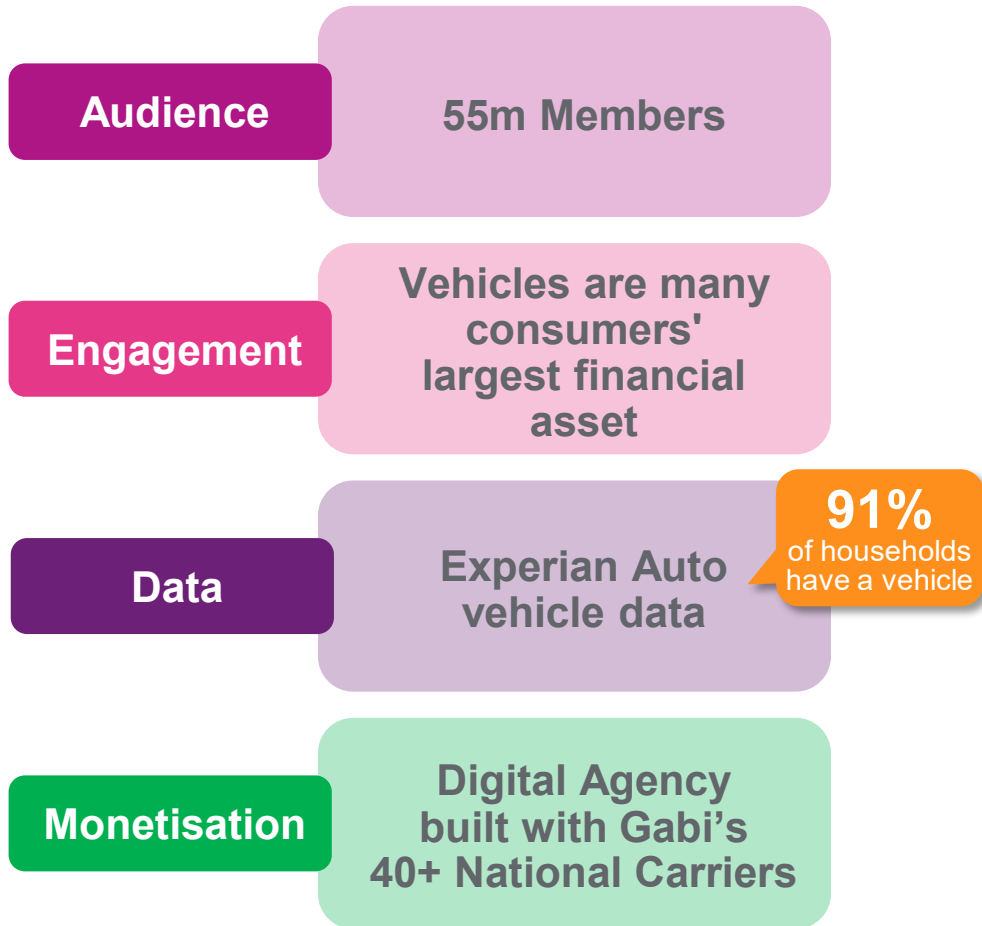 Audience
55m Members
Engagement
Vehicles are many
consumers'
largest financial
asset
Data
Experian Auto
vehicle data
91%
of households
have a vehicle
Monetisation
Digital Agency
built with Gabi’s
40+ National Carriers